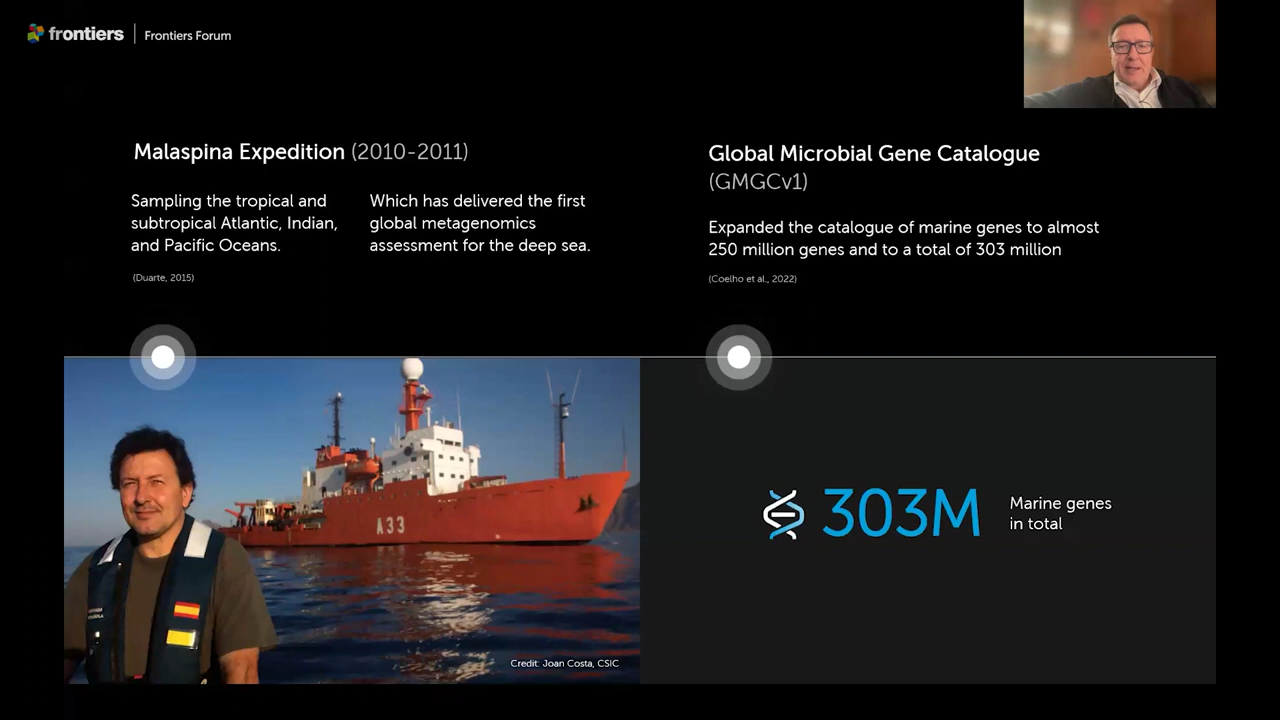 frontiers
Frontiers Forum
Malaspina Expedition (2010-2011)
Sampling the tropical and
subtropical Atlantic, Indian,
and Pacific Oceans.
(Duarte, 2015)
Which has delivered the first
global metagenomics
assessment for the deep sea.
Global Microbial Gene Catalogue
(GMGCv1)
Expanded the catalogue of marine genes to almost
250 million genes and to a total of 303 million
(Coelho et al., 2022)
A33
Credit: Joan Costa, CSIC
303M
Marine genes
in total